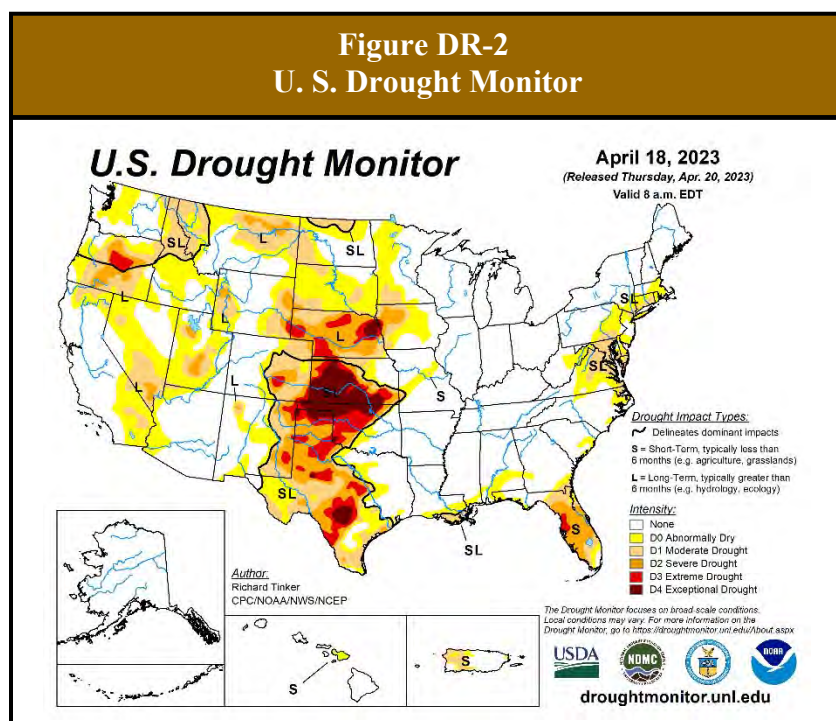 Figure DR-2
U. S. Drought Monitor
U.S. Drought Monitor
April 18, 2023
(Released Thursday, Apr. 20, 2023)
Valid 8 a.m. EDT
SL
L
SL
SL
L
L
L
SL
L
L
S
SL
SL
S
Drought Impact Types:
Delineates dominant impacts
S = Short-Term, typically less than
6 months (e.g. agriculture, grasslands)
L = Long-Term, typically greater than
6 months (e.g. hydrology, ecology)
Intensity:
None
D0 Abnormally Dry
D1 Moderate Drought
D2 Severe Drought
D3 Extreme Drought
D4 Exceptional Drought
Author:
Richard Tinker
CPC/NOAA/NWS/NCEP
S
S
The Drought Monitor focuses on broad-scale conditions.
Local conditions may vary. For more information on the
Drought Monitor, go to https://droughtmonitor.unl.edu/About.aspx
USDA
NDMC
NOAA
droughtmonitor.unl.edu